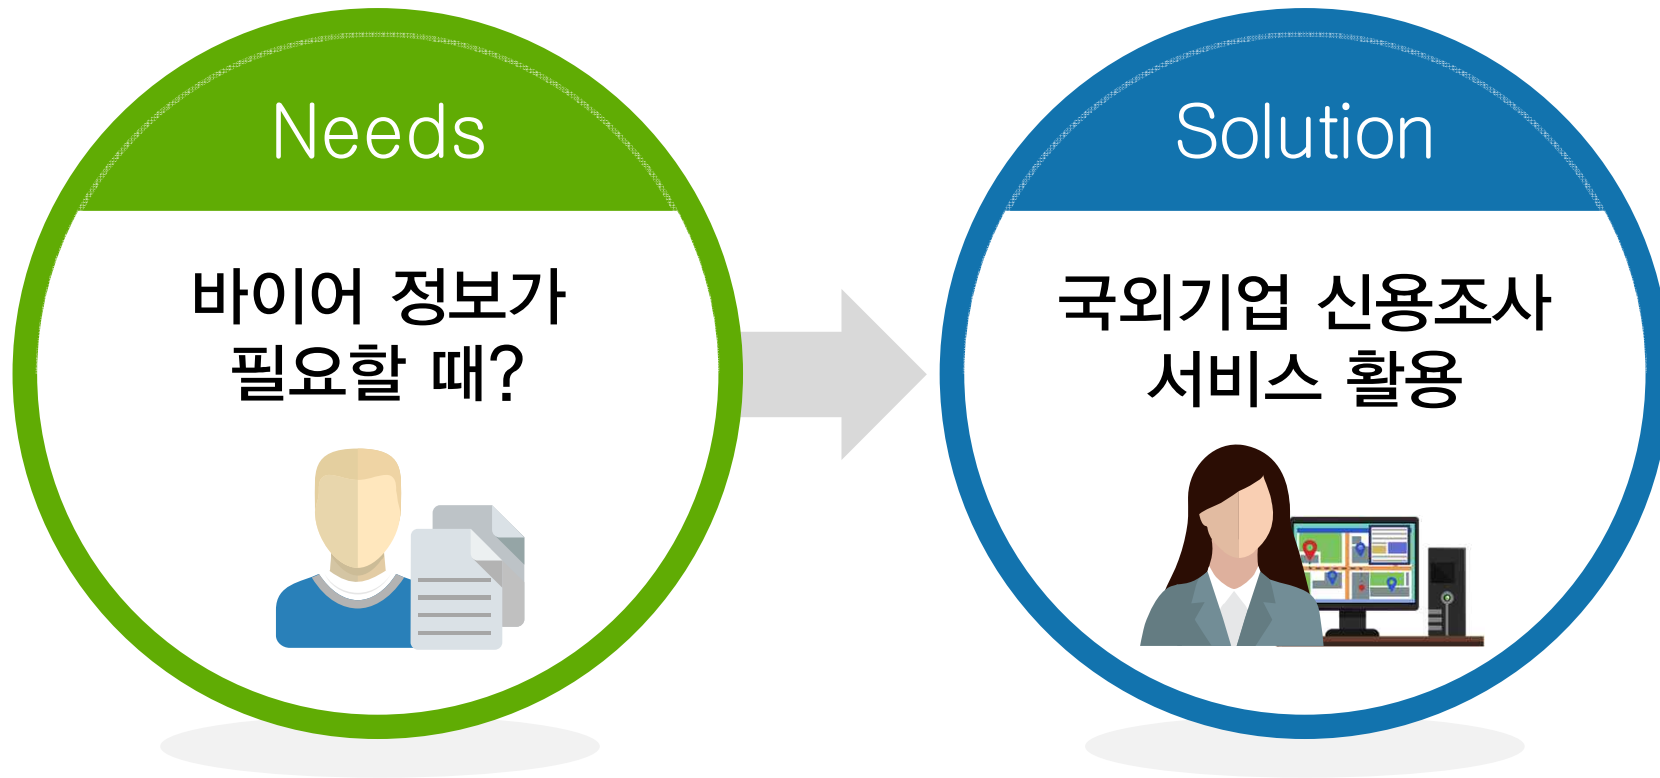 Needs
바이어 정보가
필요할 때?
Solution
국외기업 신용조사
서비스 활용